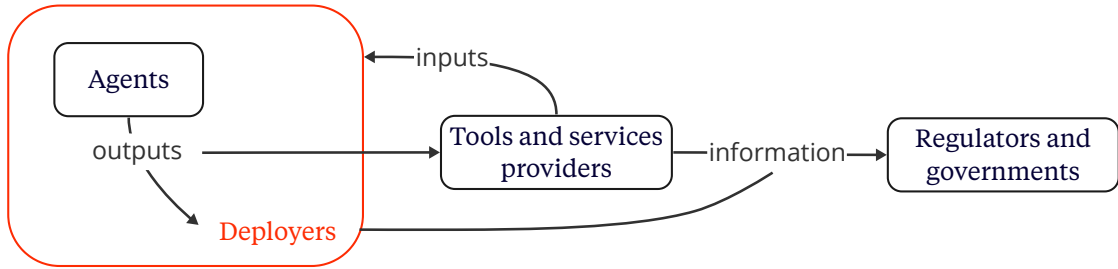 inputs
Agents
outputs
Tools and services
providers
information
Regulators and
governments
Deployers